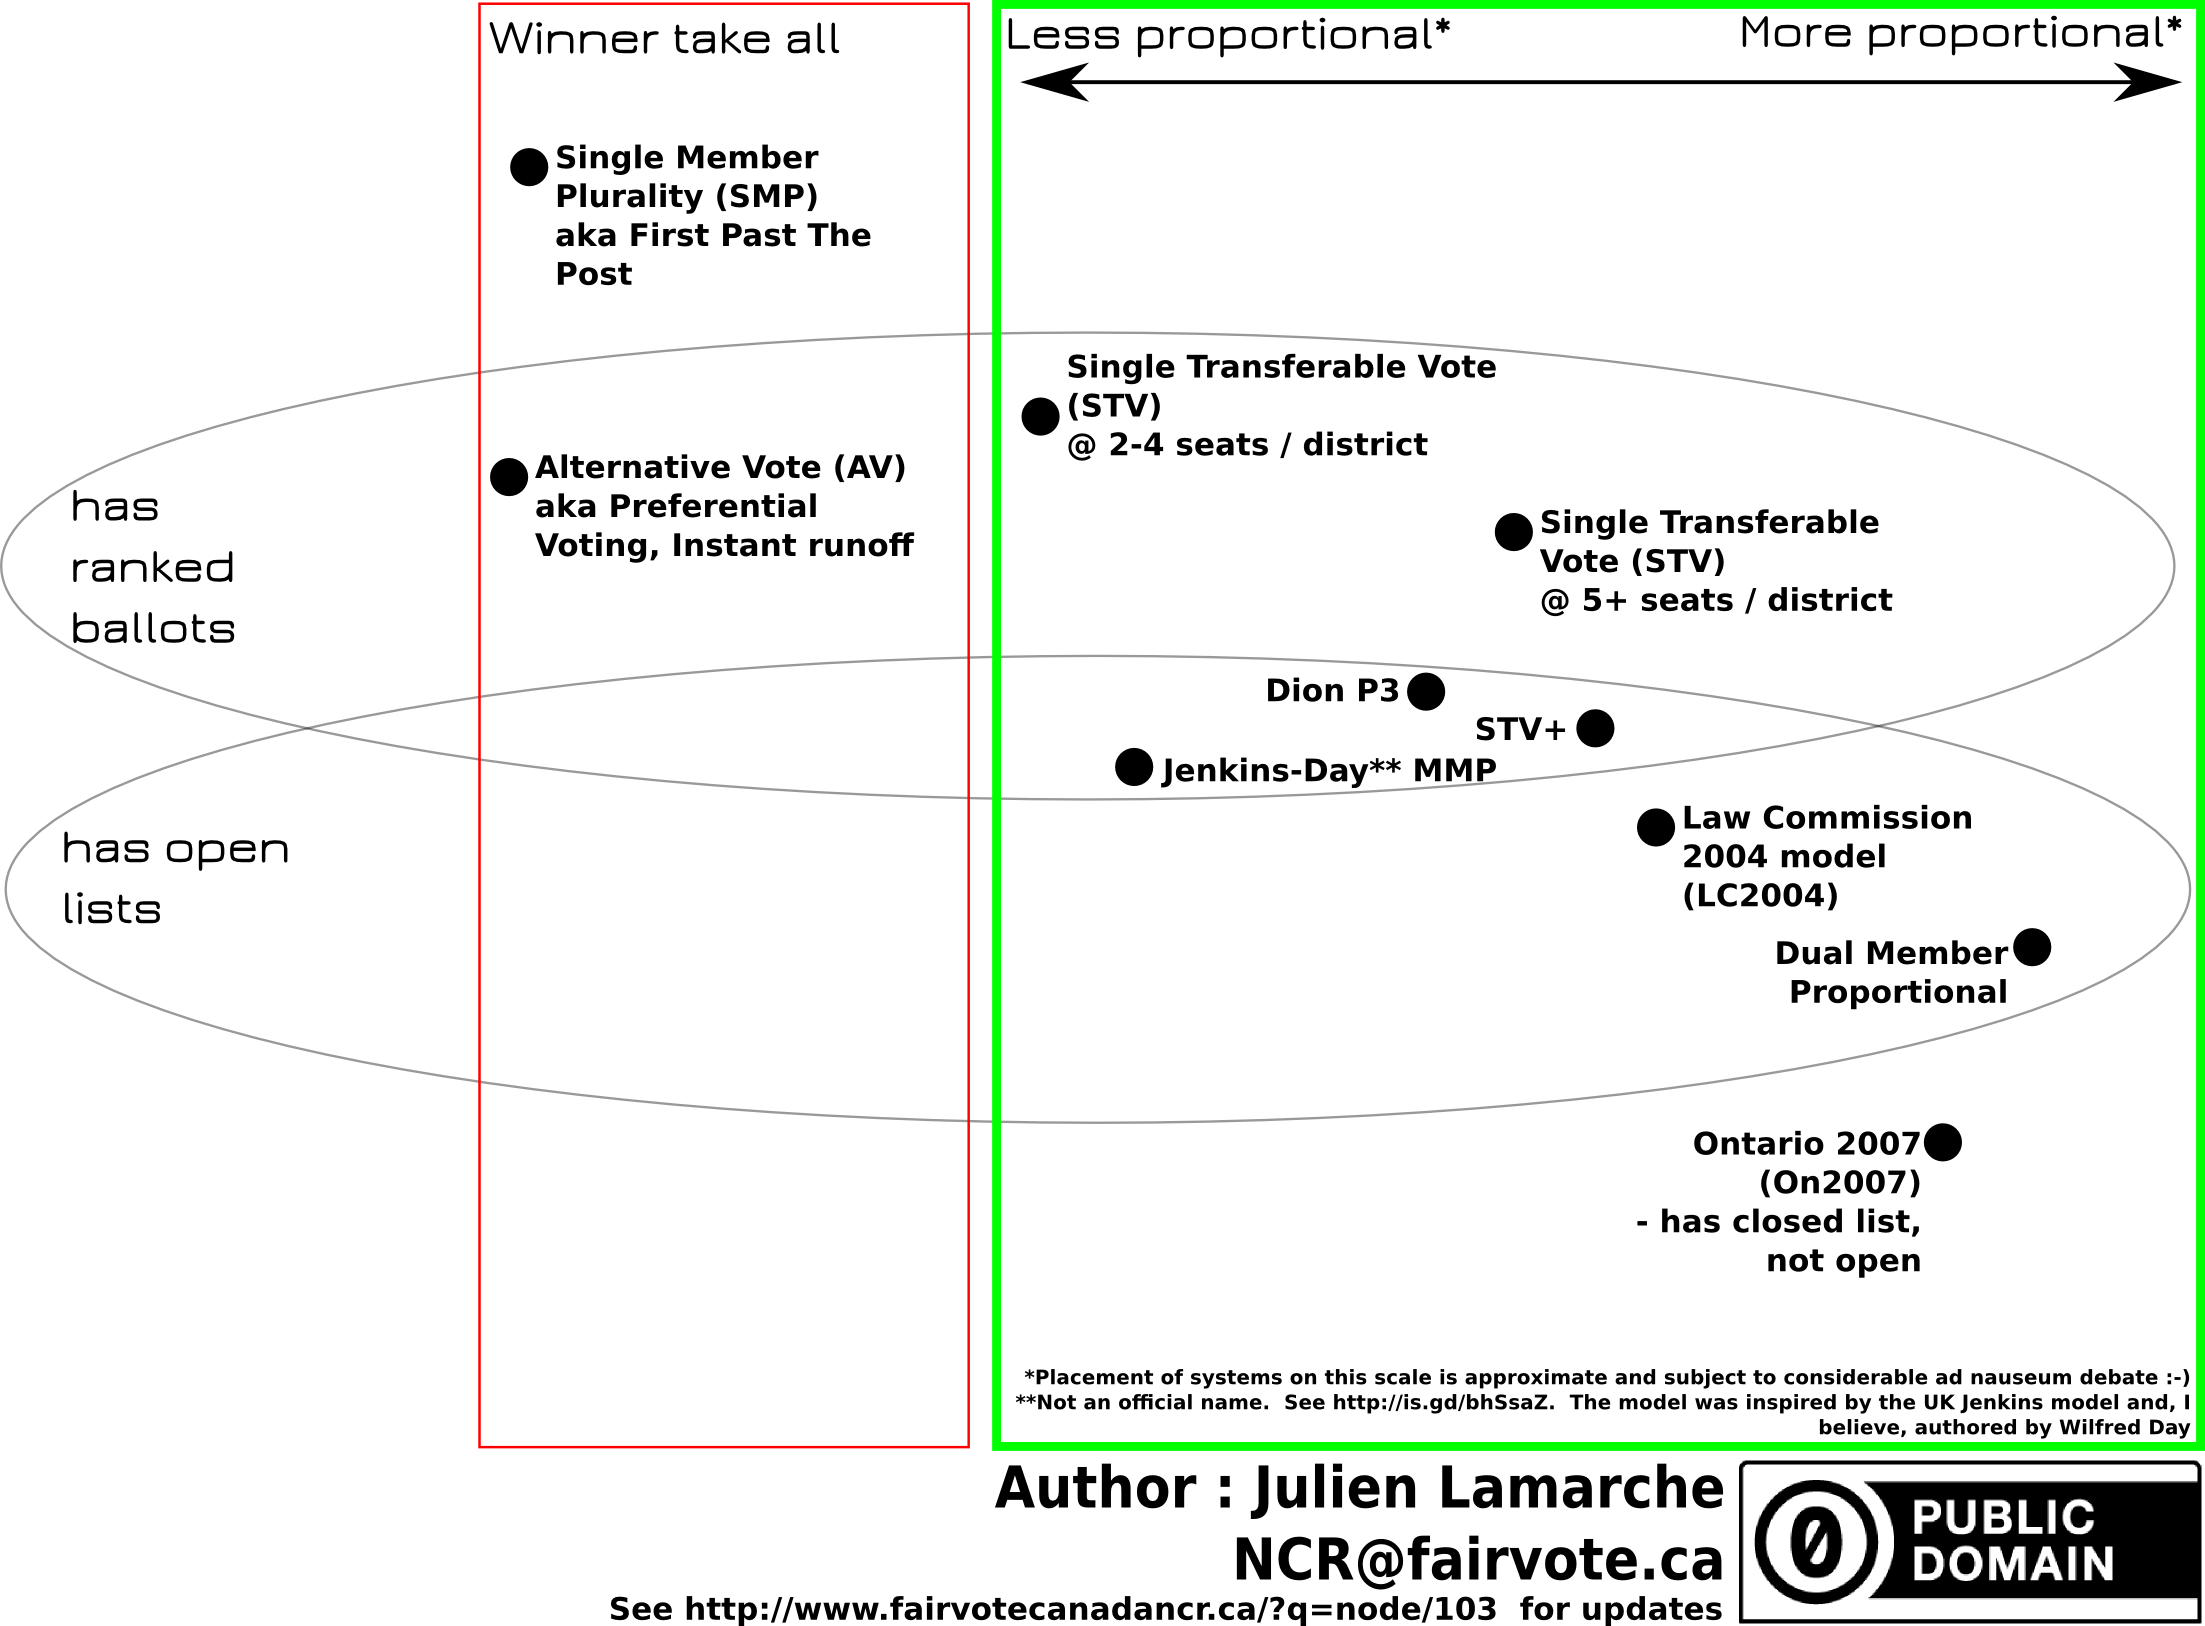 Winner take all
Less proportional*
More proportional*
Single Member
Plurality (SMP)
aka First Past The
Post
Single Transferable Vote
(STV)
@ 2-4 seats / district
Alternative Vote (AV)
aka Preferential
Voting, Instant runoff
has
ranked
ballots
Single Transferable
Vote (STV)
@ 5+ seats / district
Dion P3
STV+
Jenkins-Day** MMP
has open
lists
Law Commission
2004 model
(LC2004)
Dual Member
Proportional
Ontario 2007
(On2007)
- has closed list,
not open
*Placement of systems on this scale is approximate and subject to considerable ad nauseum debate :-)
**Not an official name.  See http://is.gd/bhSsaZ.  The model was inspired by the UK Jenkins model and, I
believe, authored by Wilfred Day
Author : Julien Lamarche
NCR@fairvote.ca
See http://www.fairvotecanadancr.ca/?q=node/103  for updates
PUBLIC
DOMAIN